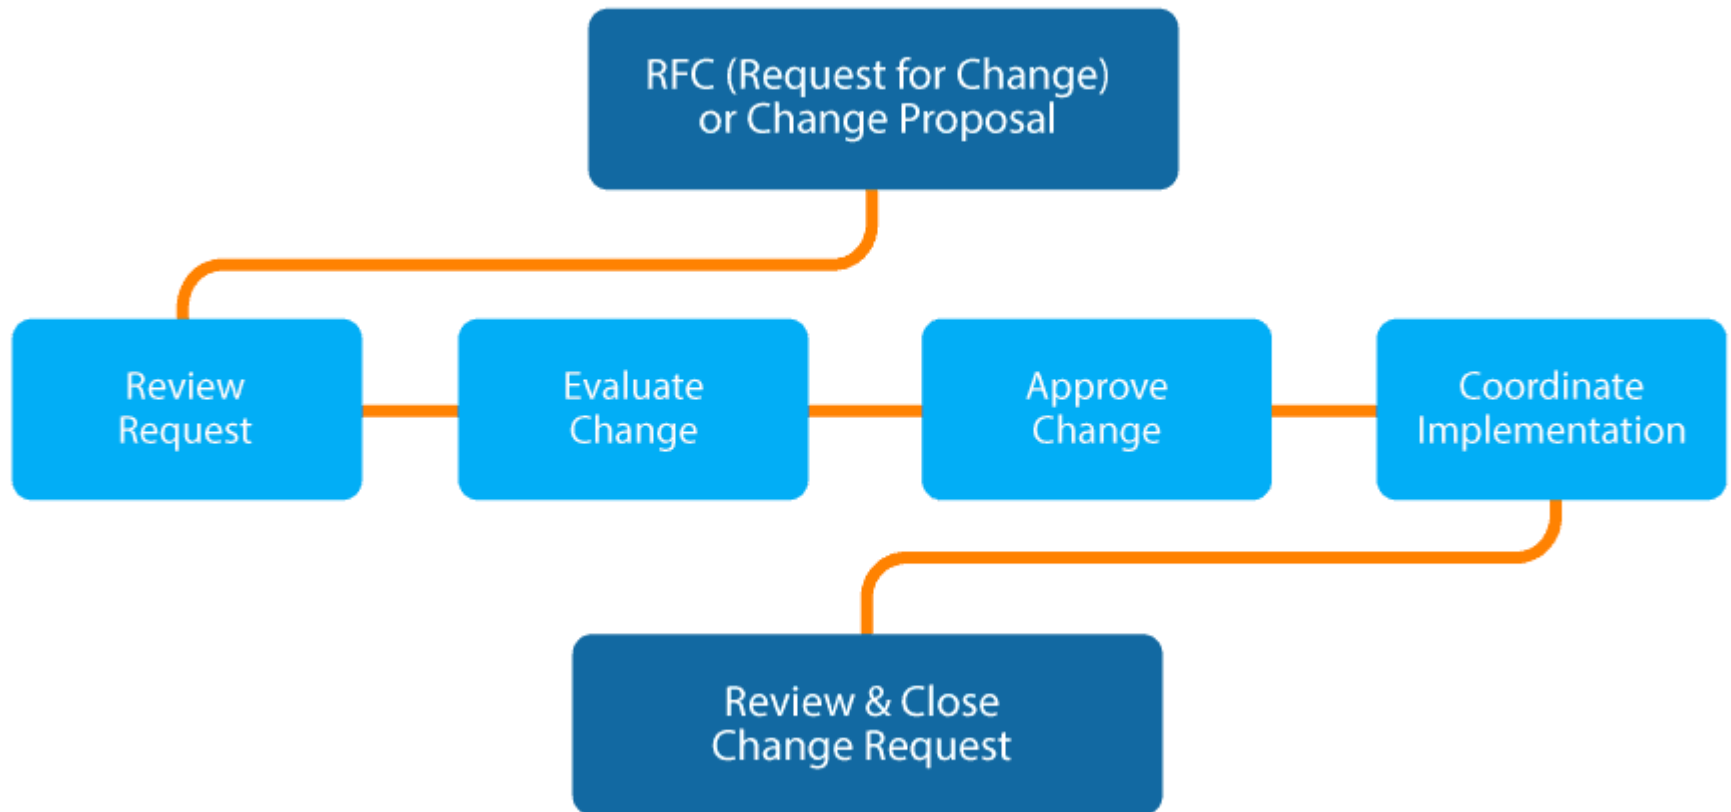 RFC (Request for Change)
or Change Proposal
Review
Request
Evaluate
Change
Approve
Change
Coordinate
Implementation
Review & Close
Change Request